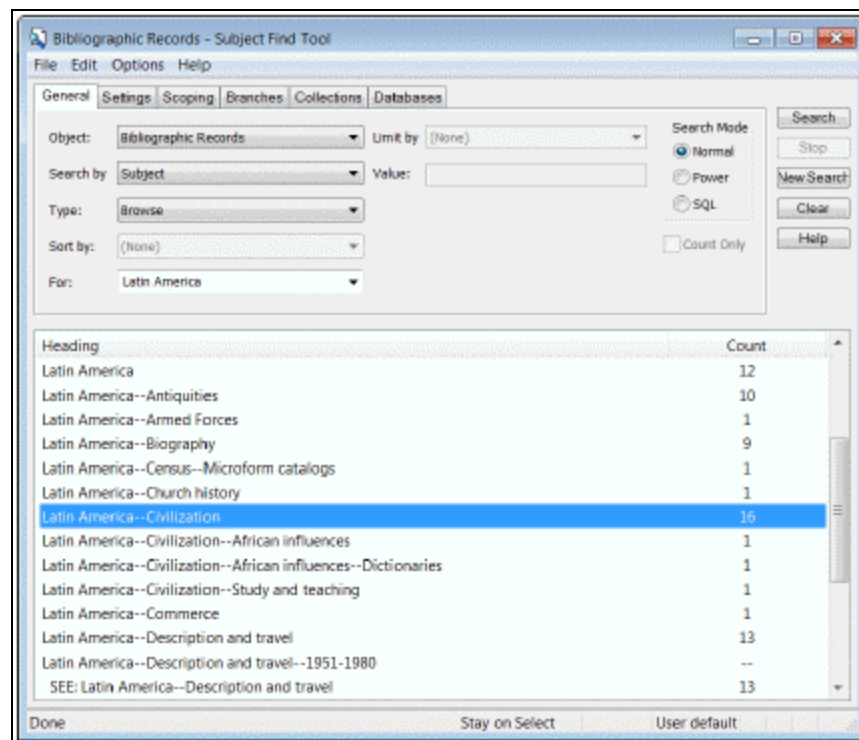 Bibliographic Records - Subject Find Tool
File Edit Options Help
General Settings Scoping Branches Collections Databases
Object: Bibliographic Records Limit by (None) Search Mode Search
Normal Stop
Search by Subject Value: Power New Search
Type: Browse SQL Clear
Sort by: (None) Count Only Help
For: Latin America
Heading Count
Latin America 12
Latin America--Antiquities 10
Latin America--Armed Forces 1
Latin America--Biography 9
Latin America--Census--Microform catalogs 1
Latin America--Church history 1
Latin America--Civilization 16
Latin America--Civilization--African influences 1
Latin America--Civilization--African influences--Dictionaries 1
Latin America--Civilization--Study and teaching 1
Latin America--Commerce 1
Latin America--Description and travel 13
Latin America--Description and travel--1951-1980 --
SEE: Latin America--Description and travel 13
Done Stay on Select User default